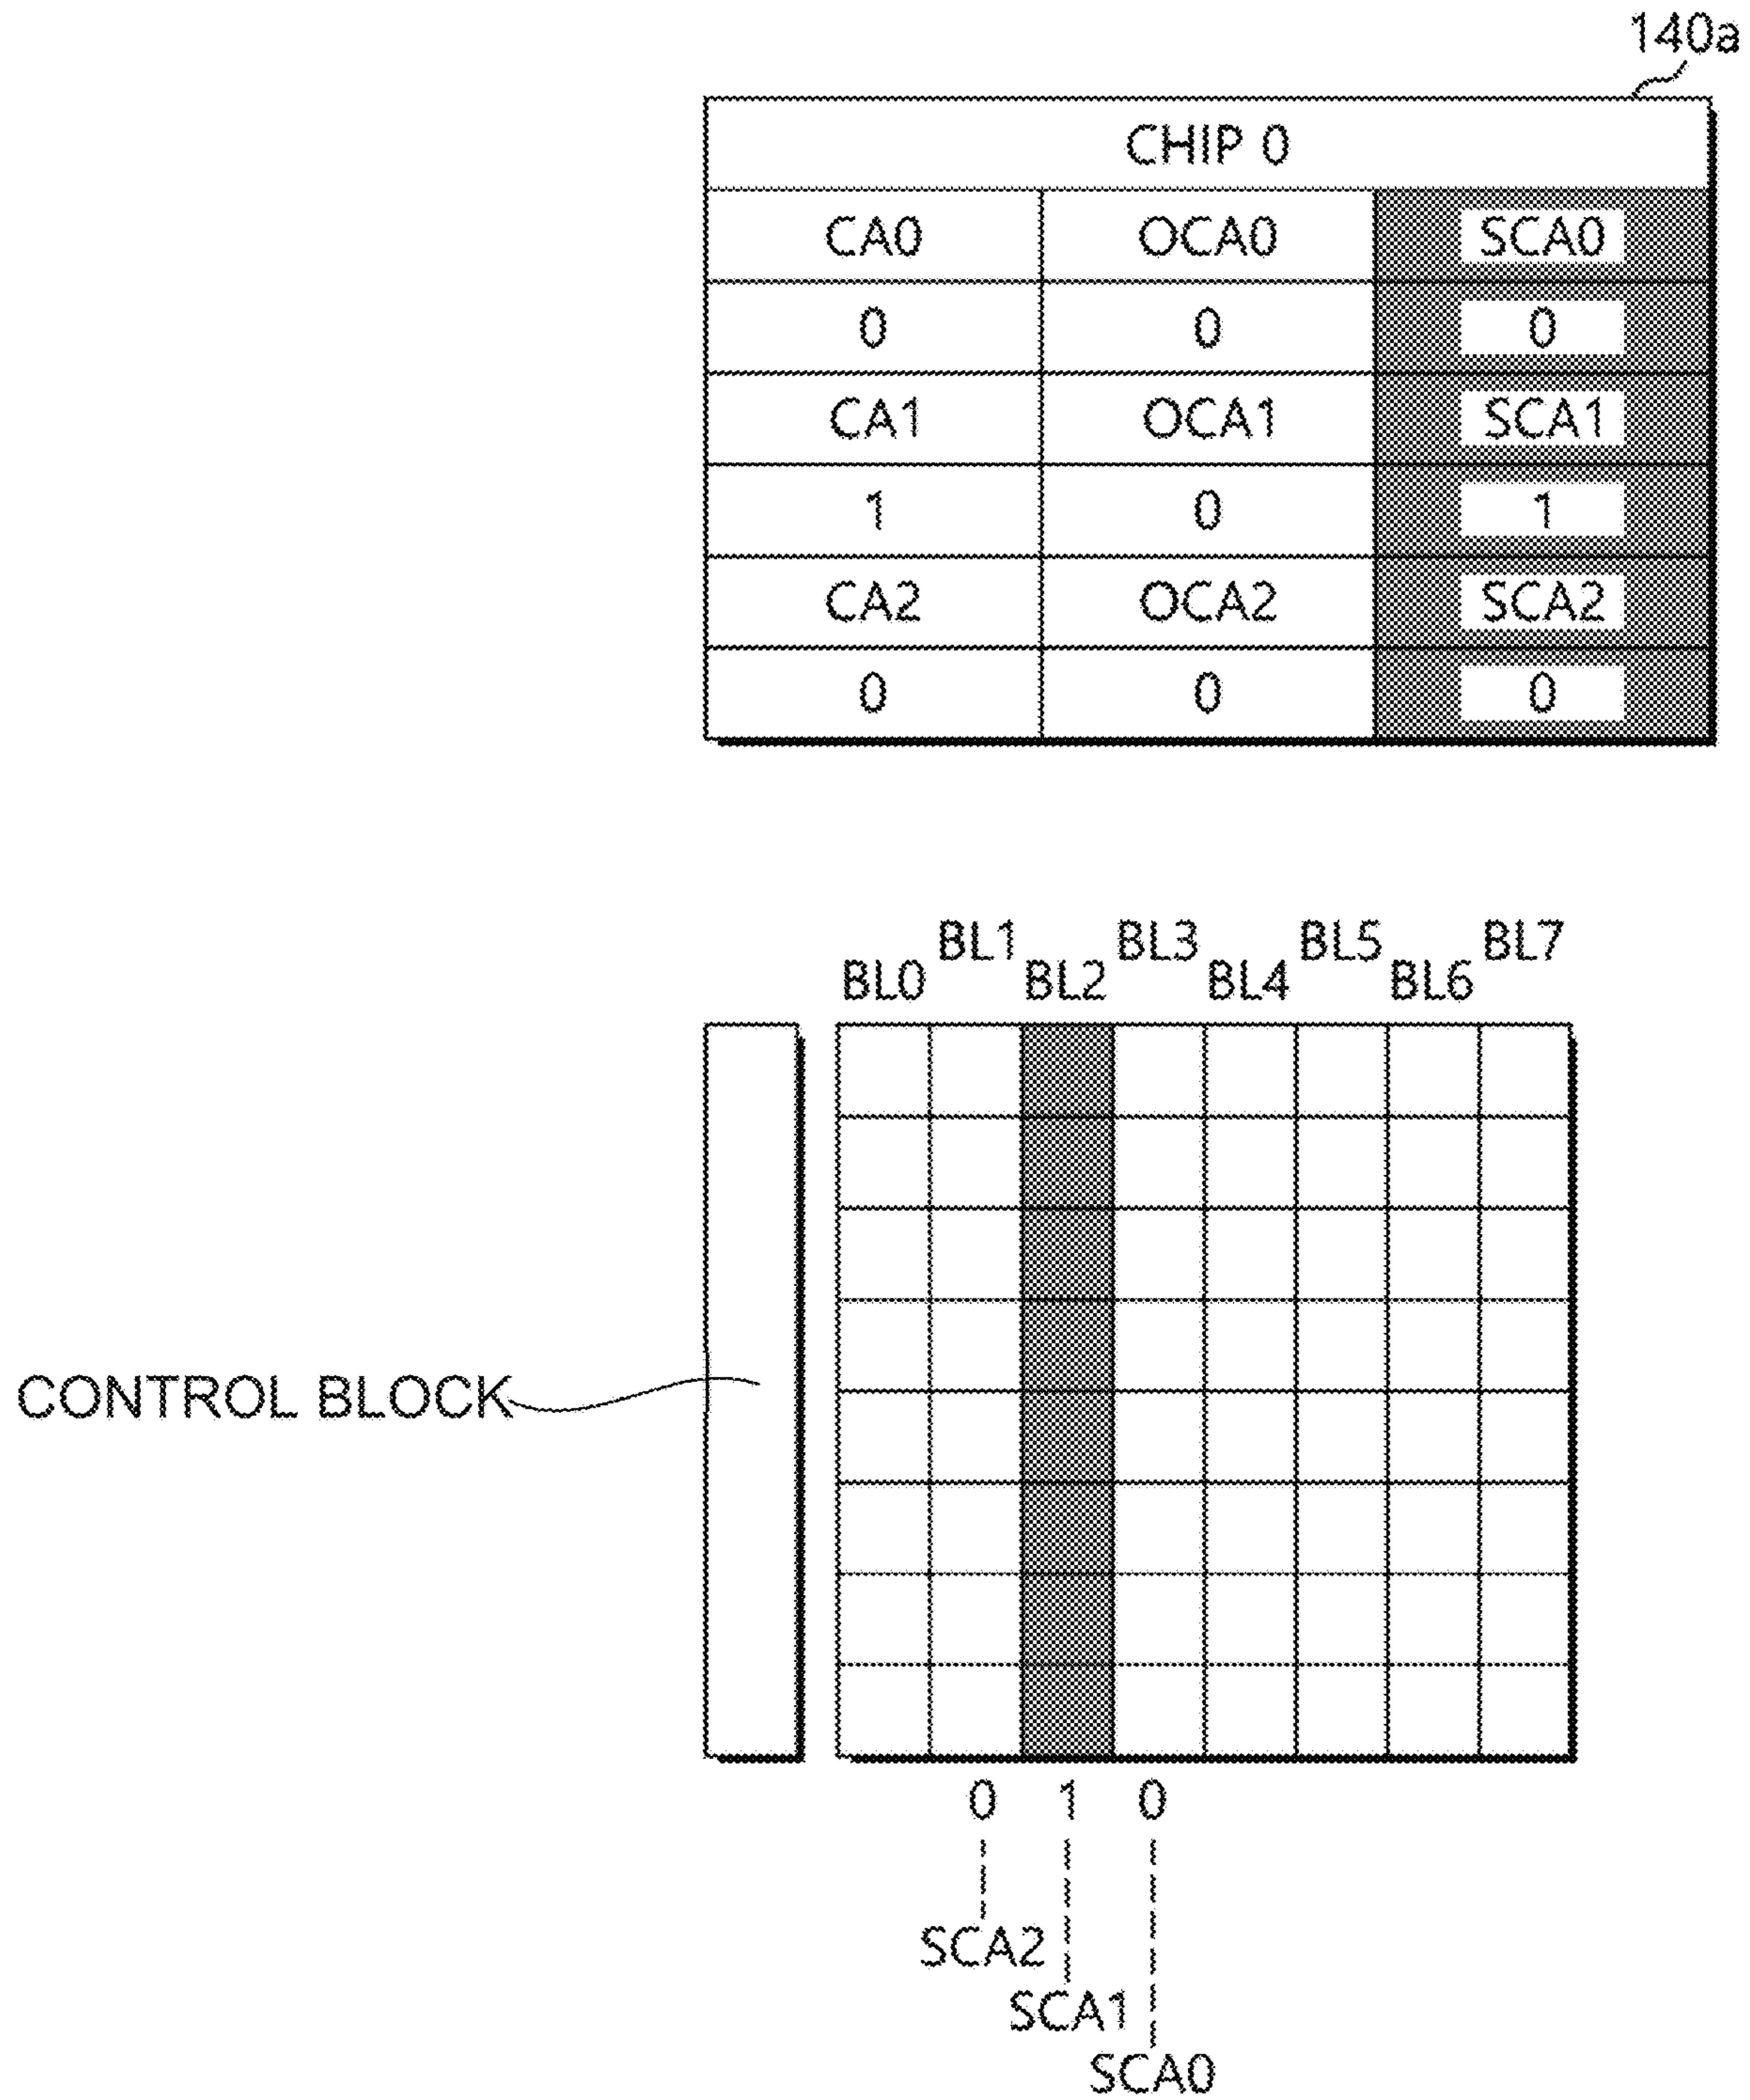 140a
CHIP 0
CA0 OCA0 SCA0
0 0 0
CA1 OCA1 SCA1
1 0 1
CA2 OCA2 SCA2
0 0 0
BL0 BL1 BL2 BL3 BL4 BL5 BL6 BL7
CONTROL BLOCK
0 1 0
SCA2
SCA1
SCA0